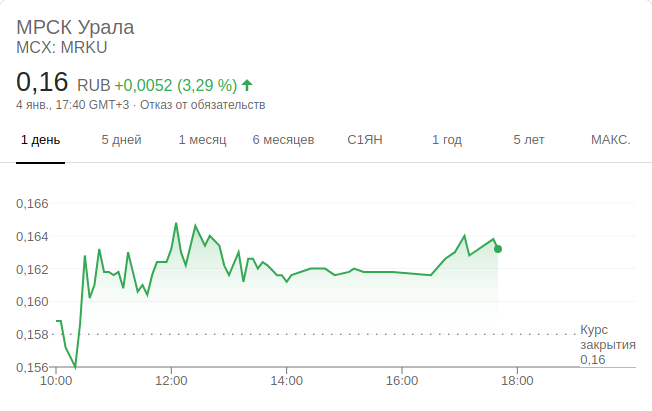 МРСК Урала
MCX: MRKU
0,16 RUB +0,0052 (3,29 %)
4 янв., 17:40 GMT+3 · Отказ от обязательств
1 день 5 дней 1 месяц 6 месяцев С1ЯН 1 год 5 лет МАКС.
0,166
0,164
0,162
0,160
0,158
Курс
закрытия
0,16
0,156
10:00 12:00 14:00 16:00 18:00